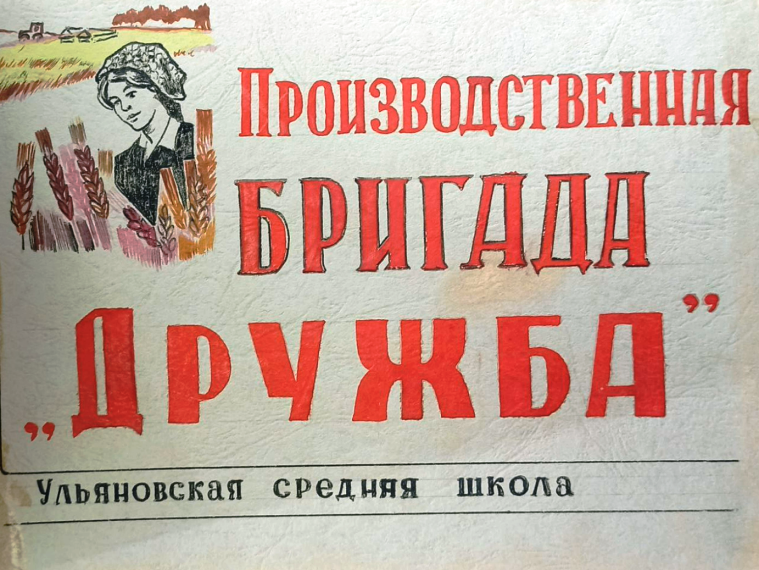 Производственная
БРИГАДА
„Дружба”
Ульяновская средняя школа